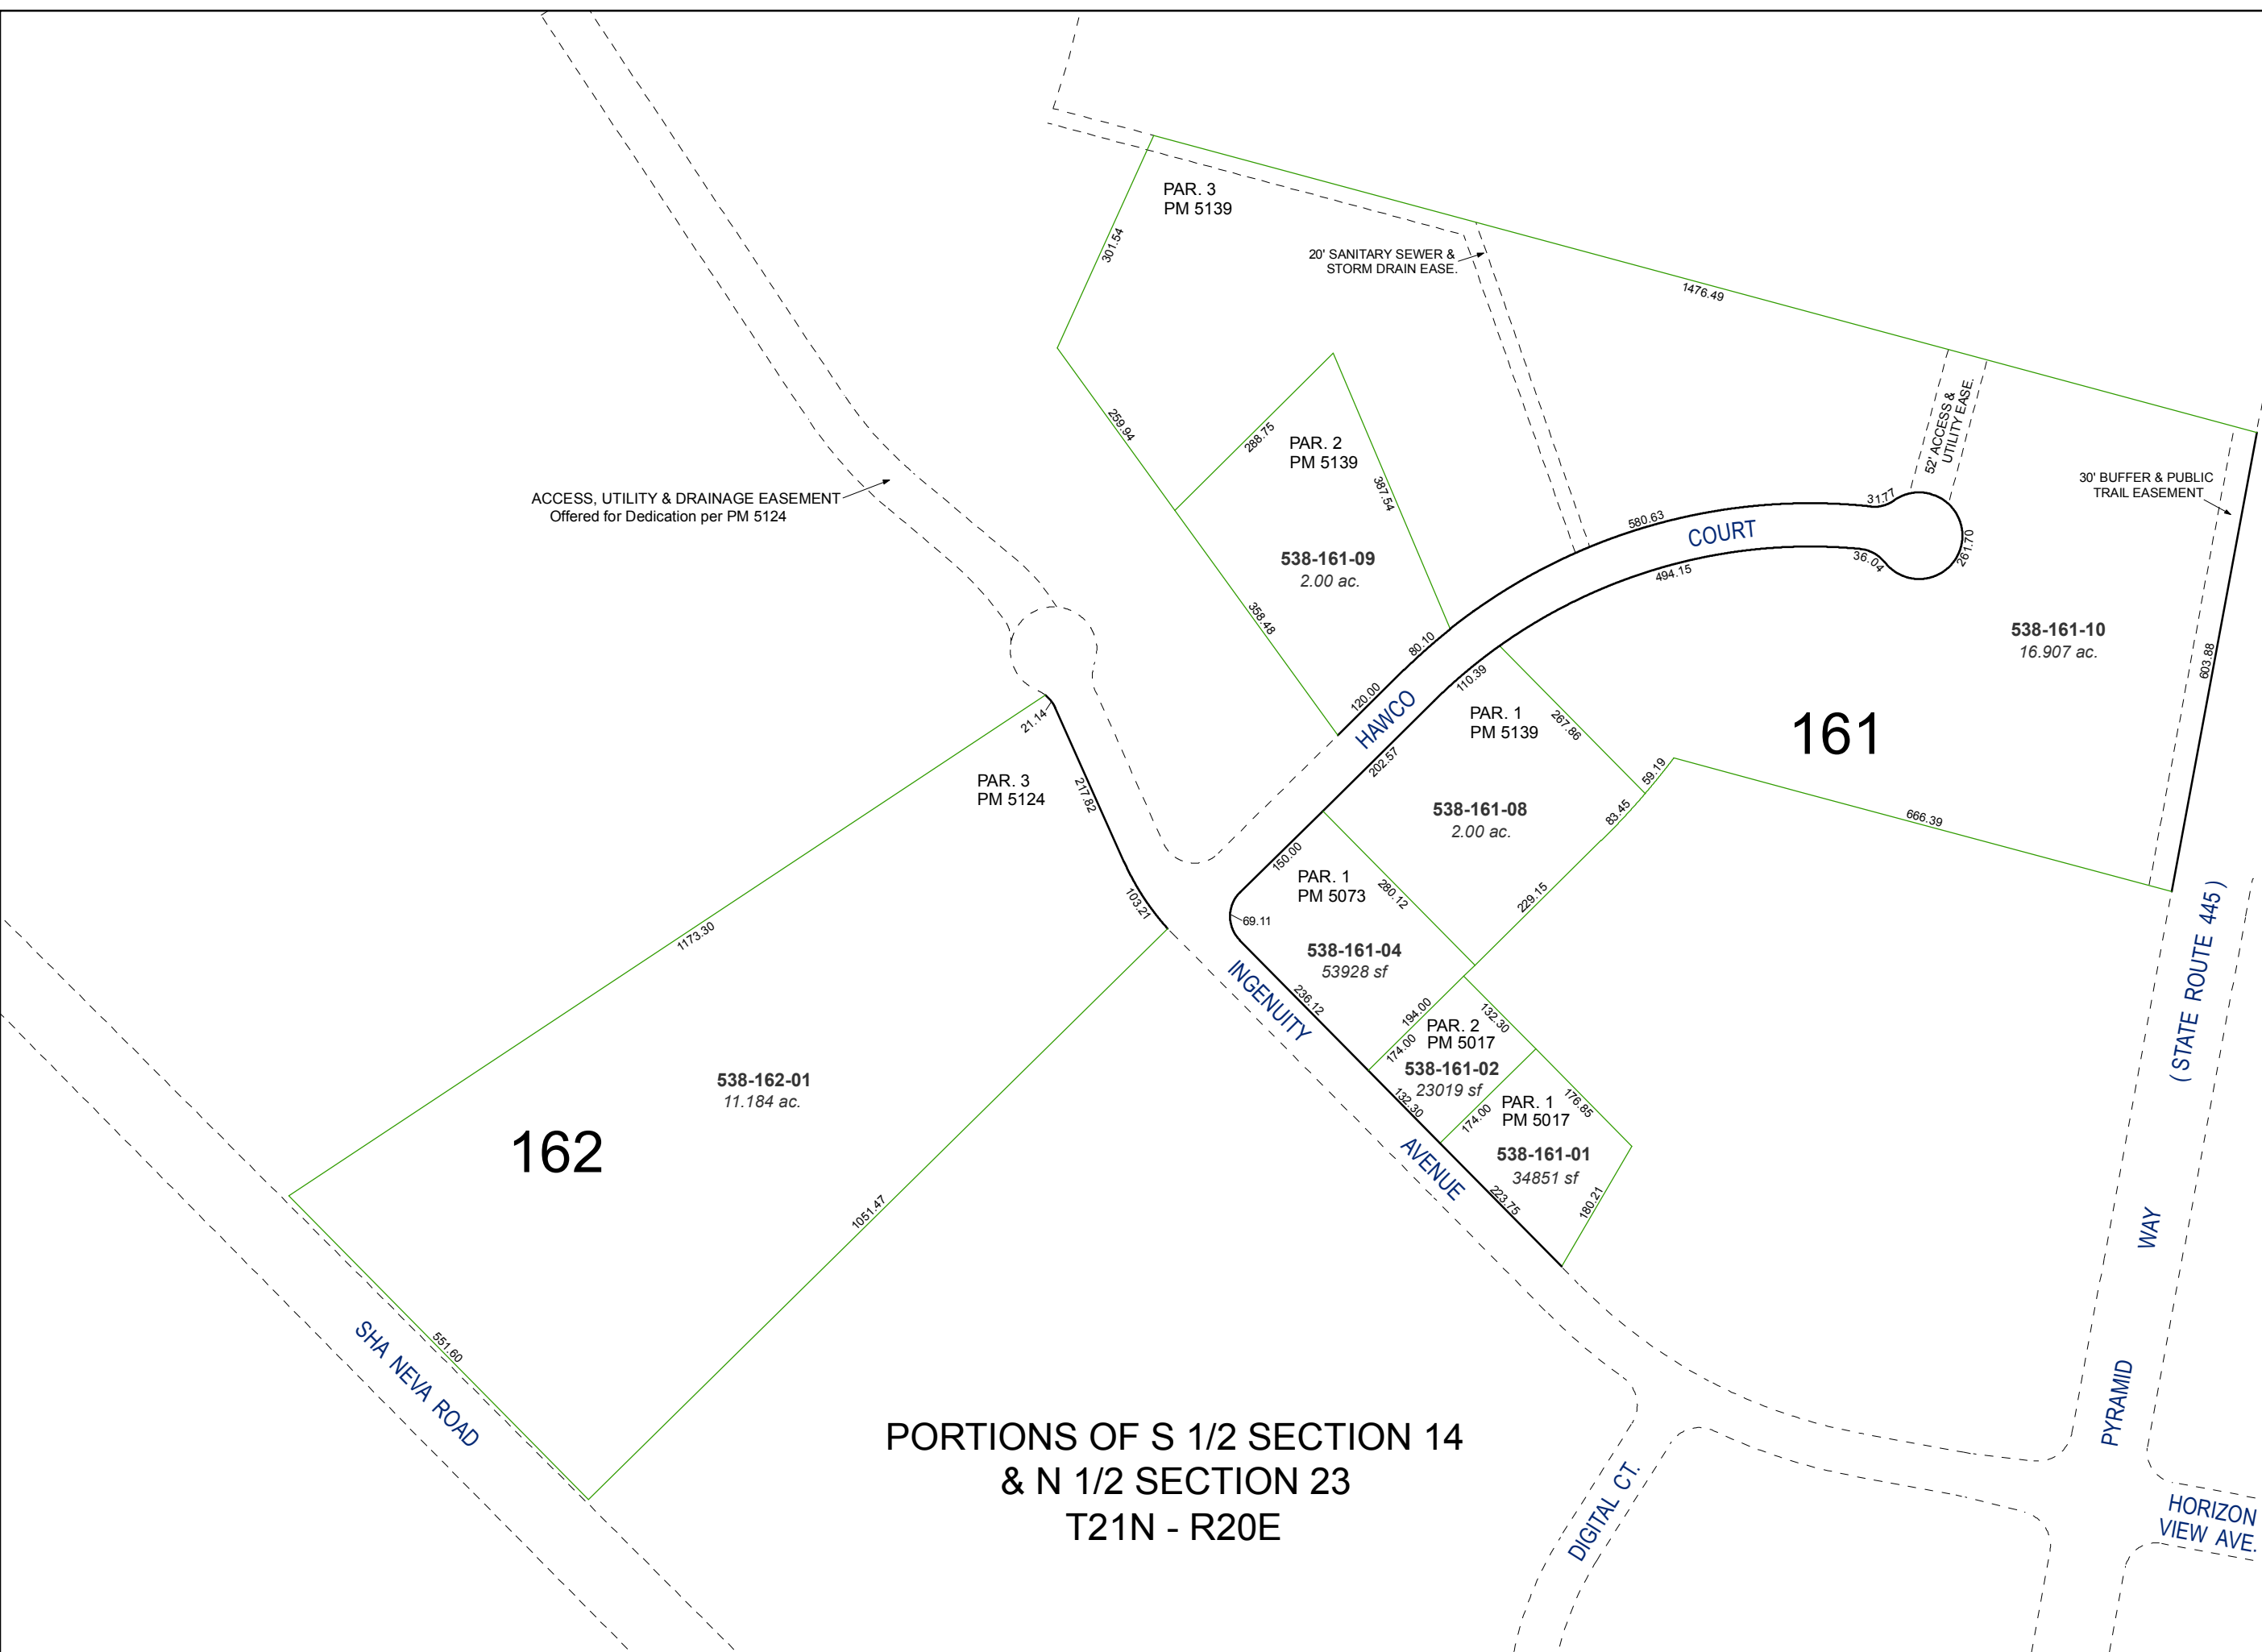 PAR. 3
PM 5139
301.54
20' SANITARY SEWER &
STORM DRAIN EASE.
1476.49
259.94
288.75
PAR. 2
PM 5139
387.54
52' ACCESS &
UTILITY EASE.
30' BUFFER & PUBLIC
TRAIL EASEMENT
ACCESS, UTILITY & DRAINAGE EASEMENT
Offered for Dedication per PM 5124
31.77
580.63
COURT
261.70
36.04
494.15
538-161-09
2.00 ac.
358.48
80.10
120.00
HAWCO
110.39
202.57
538-161-10
16.907 ac.
603.88
161
PAR. 1
PM 5139
267.86
59.19
83.45
538-161-08
2.00 ac.
666.39
21.14
PAR. 3
PM 5124
217.82
103.21
1173.30
150.00
PAR. 1
PM 5073
280.12
229.15
69.11
538-161-04
53928 sf
( STATE ROUTE 445 )
INGENUITY
236.12
194.00
132.30
PAR. 2
PM 5017
174.00
538-161-02
23019 sf
132.30
174.00
176.85
PAR. 1
PM 5017
538-161-01
34851 sf
AVENUE
223.75
180.21
538-162-01
11.184 ac.
162
1051.47
WAY
551.60
SHA NEVA ROAD
PYRAMID
PORTIONS OF S 1/2 SECTION 14
& N 1/2 SECTION 23
T21N - R20E
DIGITAL CT.
HORIZON
VIEW AVE.